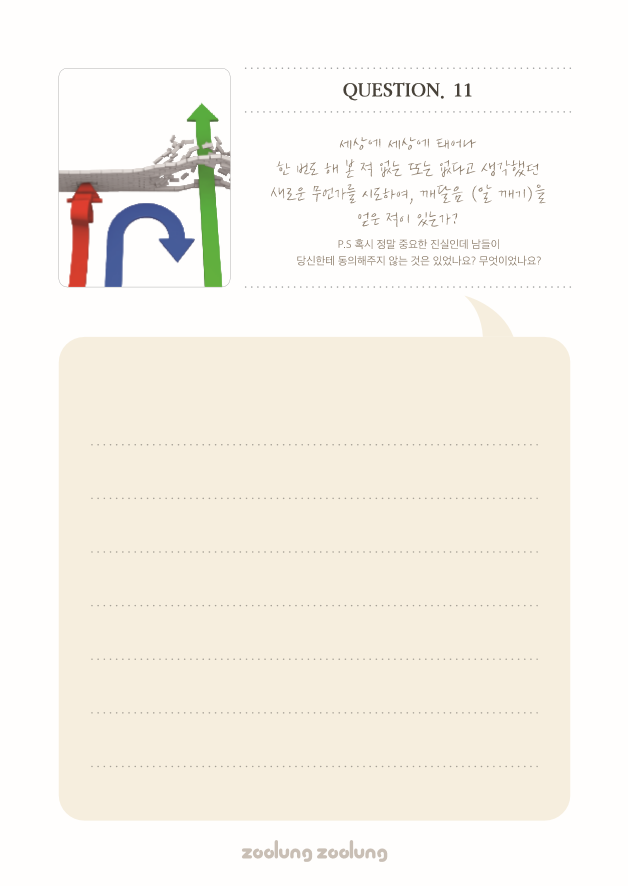 QUESTION. 11
세상에 세상에 태어나
한 번도 해 본 적 없는 또는 없다고 생각했던
새로운 무언가를 시도하여, 깨달음 (알 깨기)을
얻은 적이 있는가?
P.S 혹시 정말 중요한 진실인데 남들이
당신한테 동의해주지 않는 것은 있었나요? 무엇이었나요?
zoolung zoolung